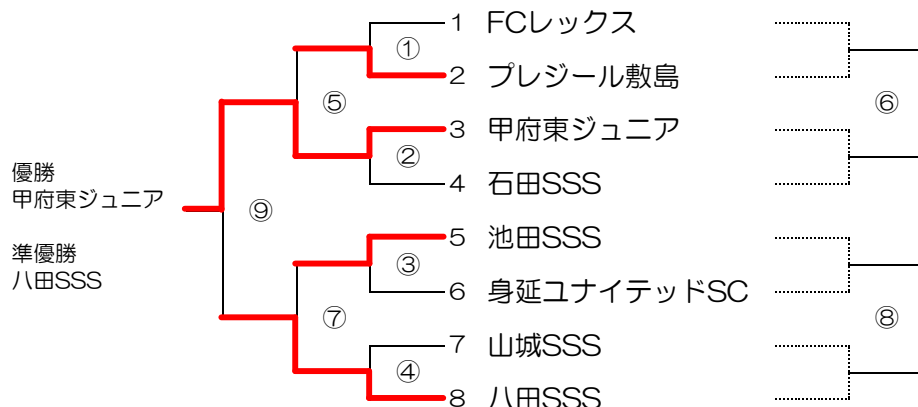 1 FCレックス
①
2 プレジール敷島
⑤
⑥
3 甲府東ジュニア
②
4 石田SSS
優勝
甲府東ジュニア
⑨
準優勝
八田SSS
5 池田SSS
③
6 身延ユナイテッドSC
⑦
⑧
7 山城SSS
④
8 八田SSS